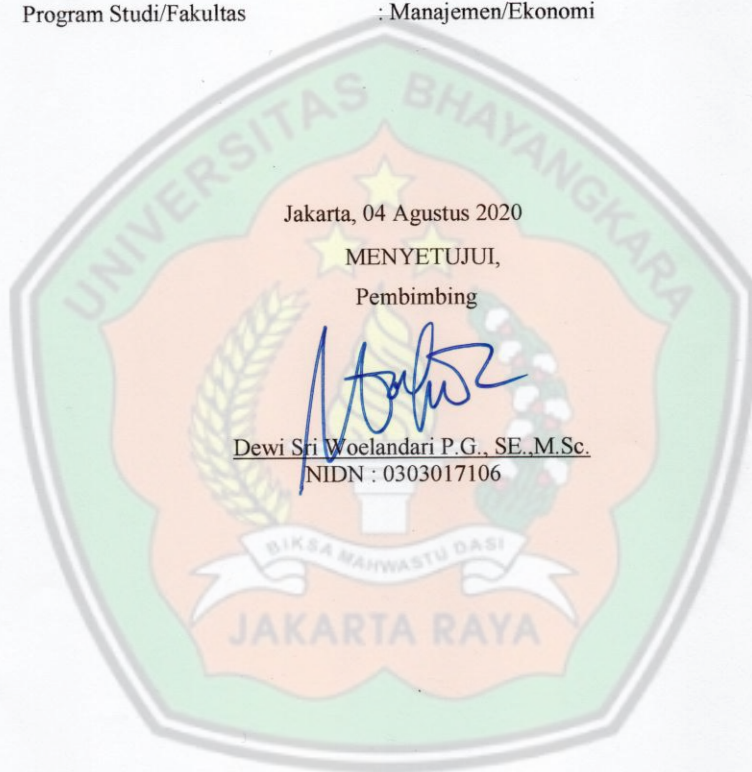 Program Studi/Fakultas : Manajemen/Ekonomi
UNIVERSITAS BHAYANGKARA
Jakarta, 04 Agustus 2020
MENYETUJUI,
Pembimbing
Dewi Sri Woelandari P.G., SE.,M.Sc.
NIDN : 0303017106
BIKSA MAHWASTU DASI
JAKARTA RAYA